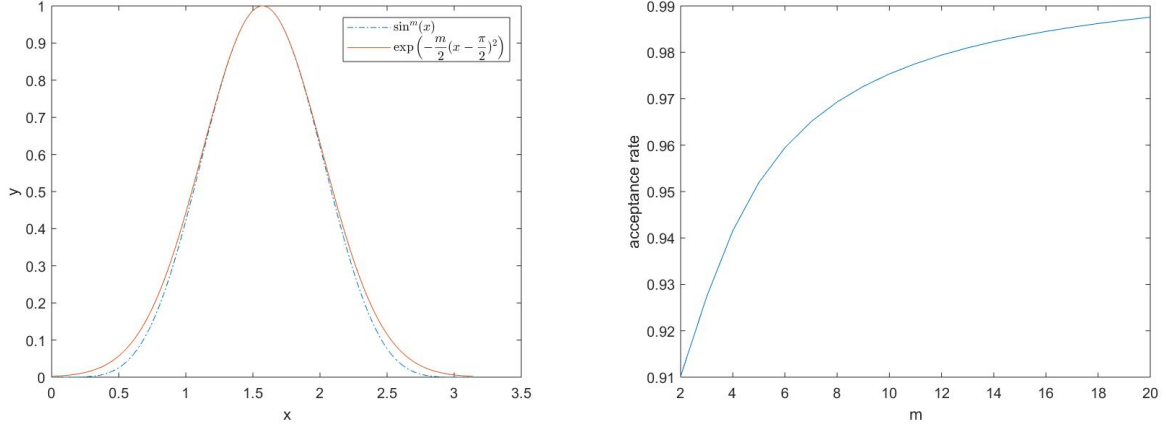 1
0.9
0.8
0.7
0.6
0.5
0.4
0.3
0.2
0.1
0
y
0 0.5 1 1.5 2 2.5 3 3.5
x
sin^m(x)
exp(-m/2(x - π/2)^2)
0.99
0.98
0.97
0.96
0.95
0.94
0.93
0.92
0.91
acceptance rate
2 4 6 8 10 12 14 16 18 20
m